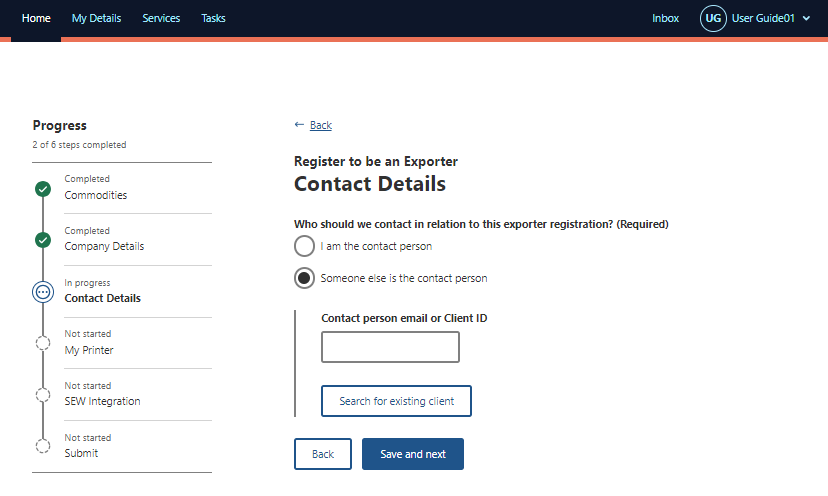 Home My Details Services Tasks Inbox UG User Guide01
Progress
2 of 6 steps completed
Completed
Commodities
Completed
Company Details
In progress
Contact Details
Not started
My Printer
Not started
SEW Integration
Not started
Submit
← Back
Register to be an Exporter
Contact Details
Who should we contact in relation to this exporter registration? (Required)
I am the contact person
Someone else is the contact person
Contact person email or Client ID
Search for existing client
Back Save and next